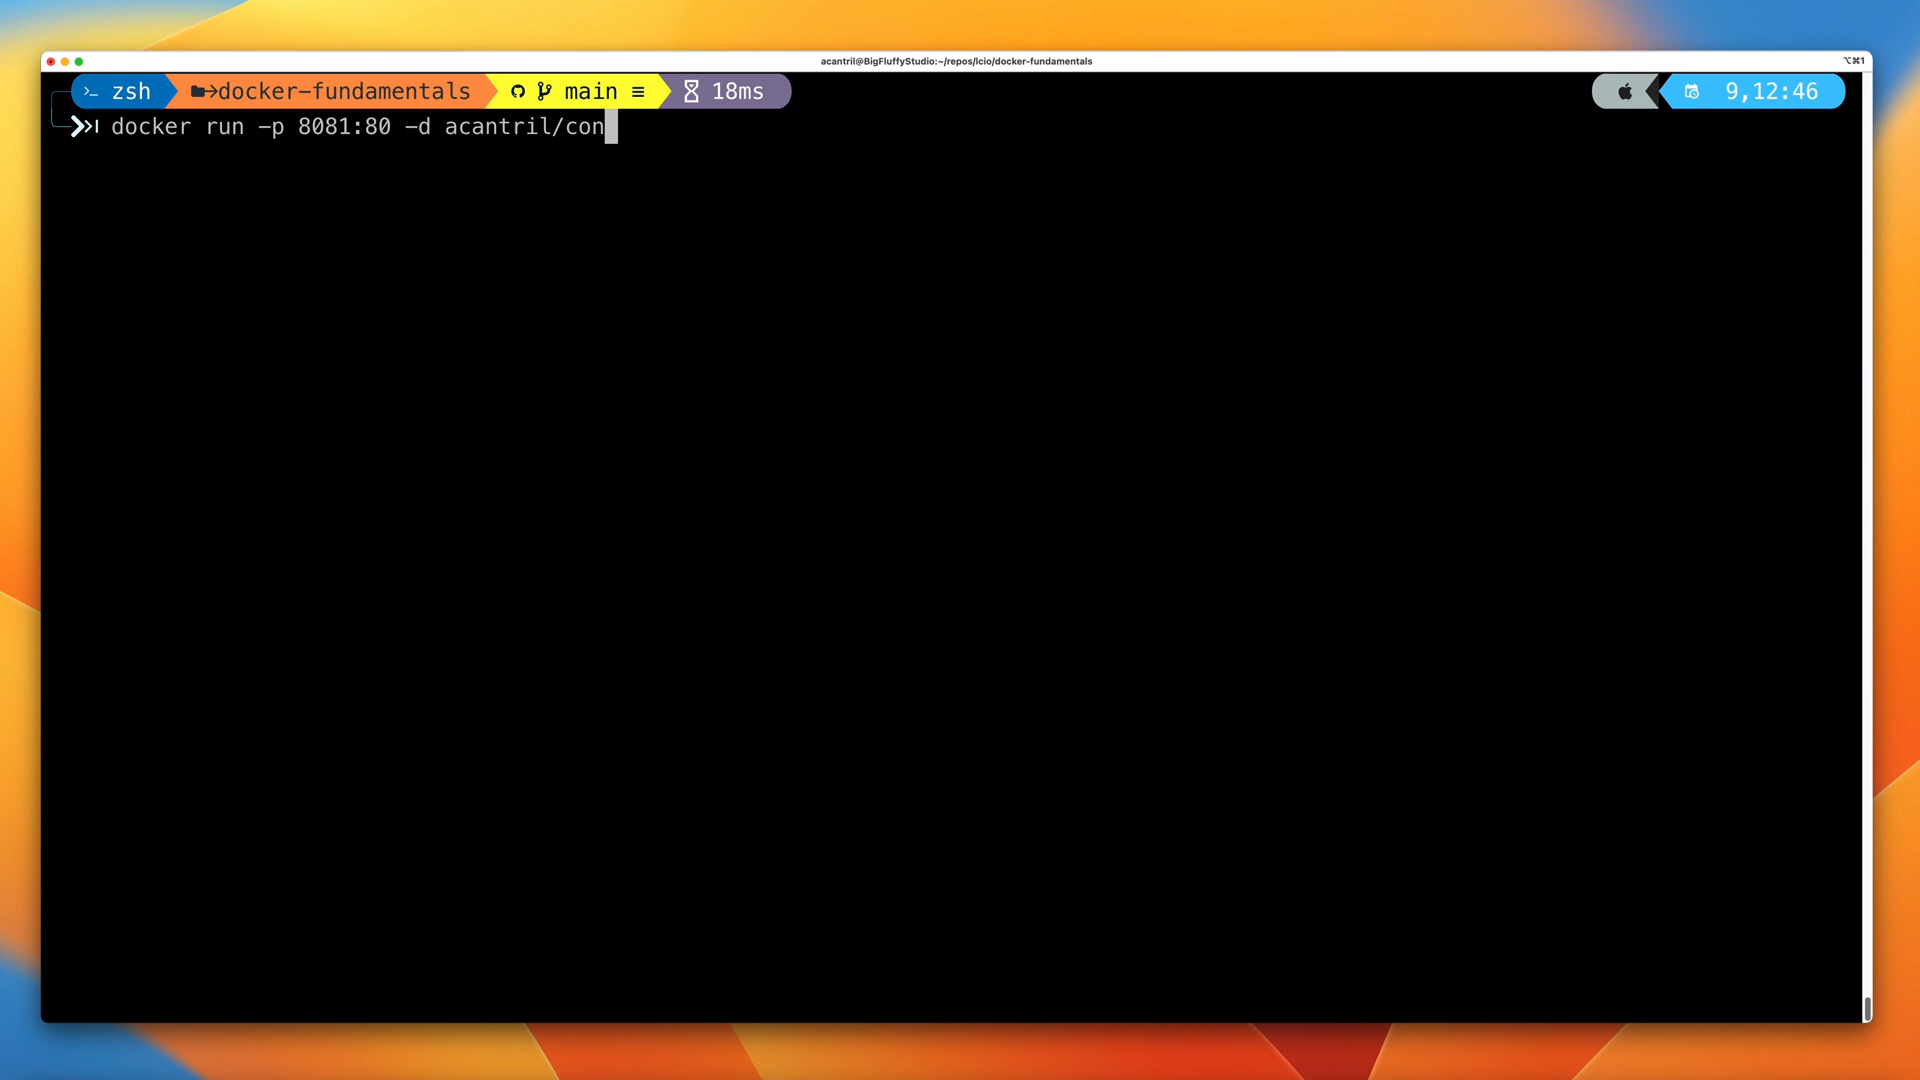 acantril@BigFluffyStudio:~/repos/lcio/docker-fundamentals
⌥⌘1
>_ zsh docker-fundamentals main ≡ 18ms 9,12:46
docker run -p 8081:80 -d acantril/con